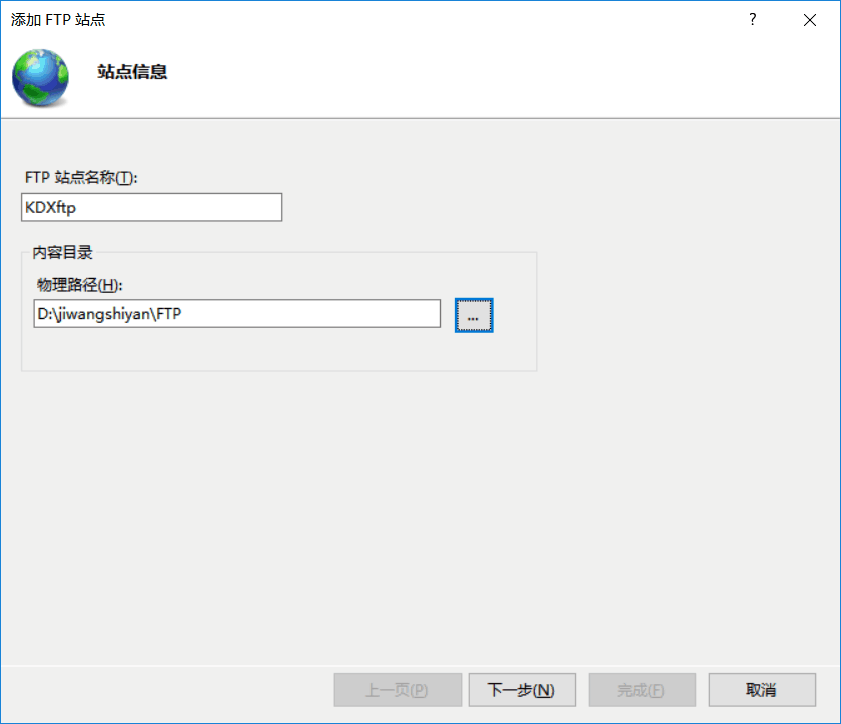 添加 FTP 站点
?
站点信息
FTP 站点名称(T):
KDXftp
内容目录
物理路径(H):
D:\jiwangshiyan\FTP
...
上一页(P) 下一步(N) 完成(F) 取消